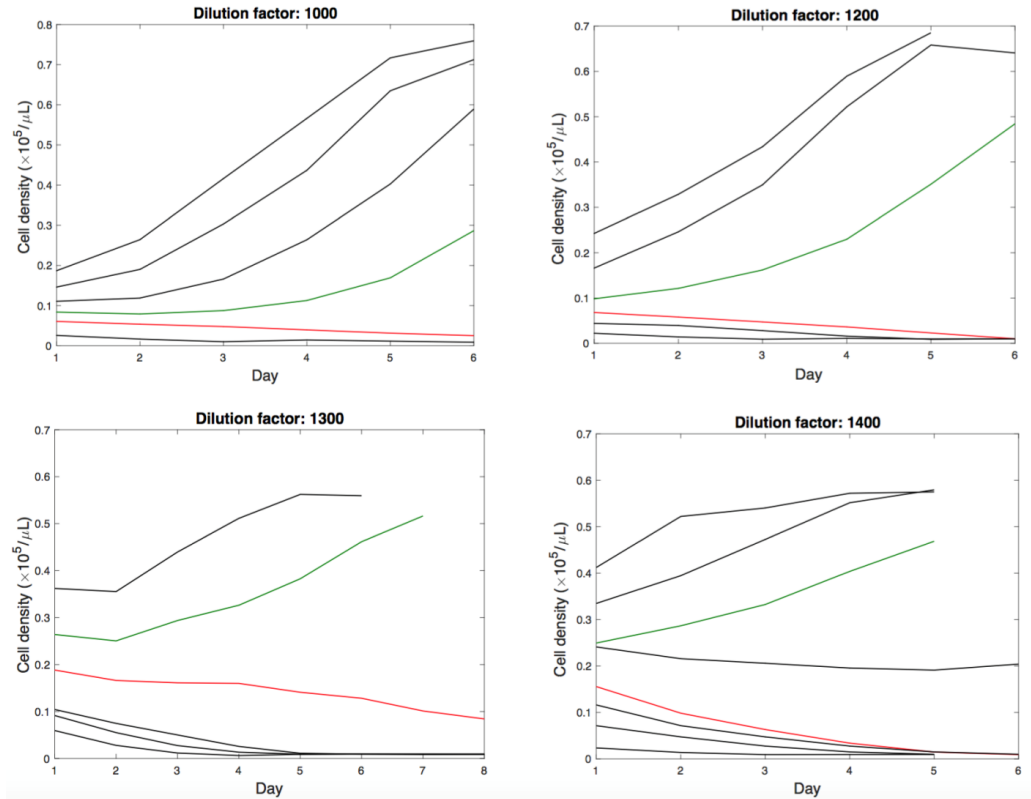 Dilution factor: 1000
0.8
0.7
0.6
0.5
0.4
0.3
0.2
0.1
0
Cell density (×10⁵/μL)
1 2 3 4 5 6
Day
Dilution factor: 1200
0.7
0.6
0.5
0.4
0.3
0.2
0.1
0
Cell density (×10⁵/μL)
1 2 3 4 5 6
Day
Dilution factor: 1300
0.7
0.6
0.5
0.4
0.3
0.2
0.1
0
Cell density (×10⁵/μL)
1 2 3 4 5 6 7 8
Day
Dilution factor: 1400
0.7
0.6
0.5
0.4
0.3
0.2
0.1
0
Cell density (×10⁵/μL)
1 2 3 4 5 6
Day